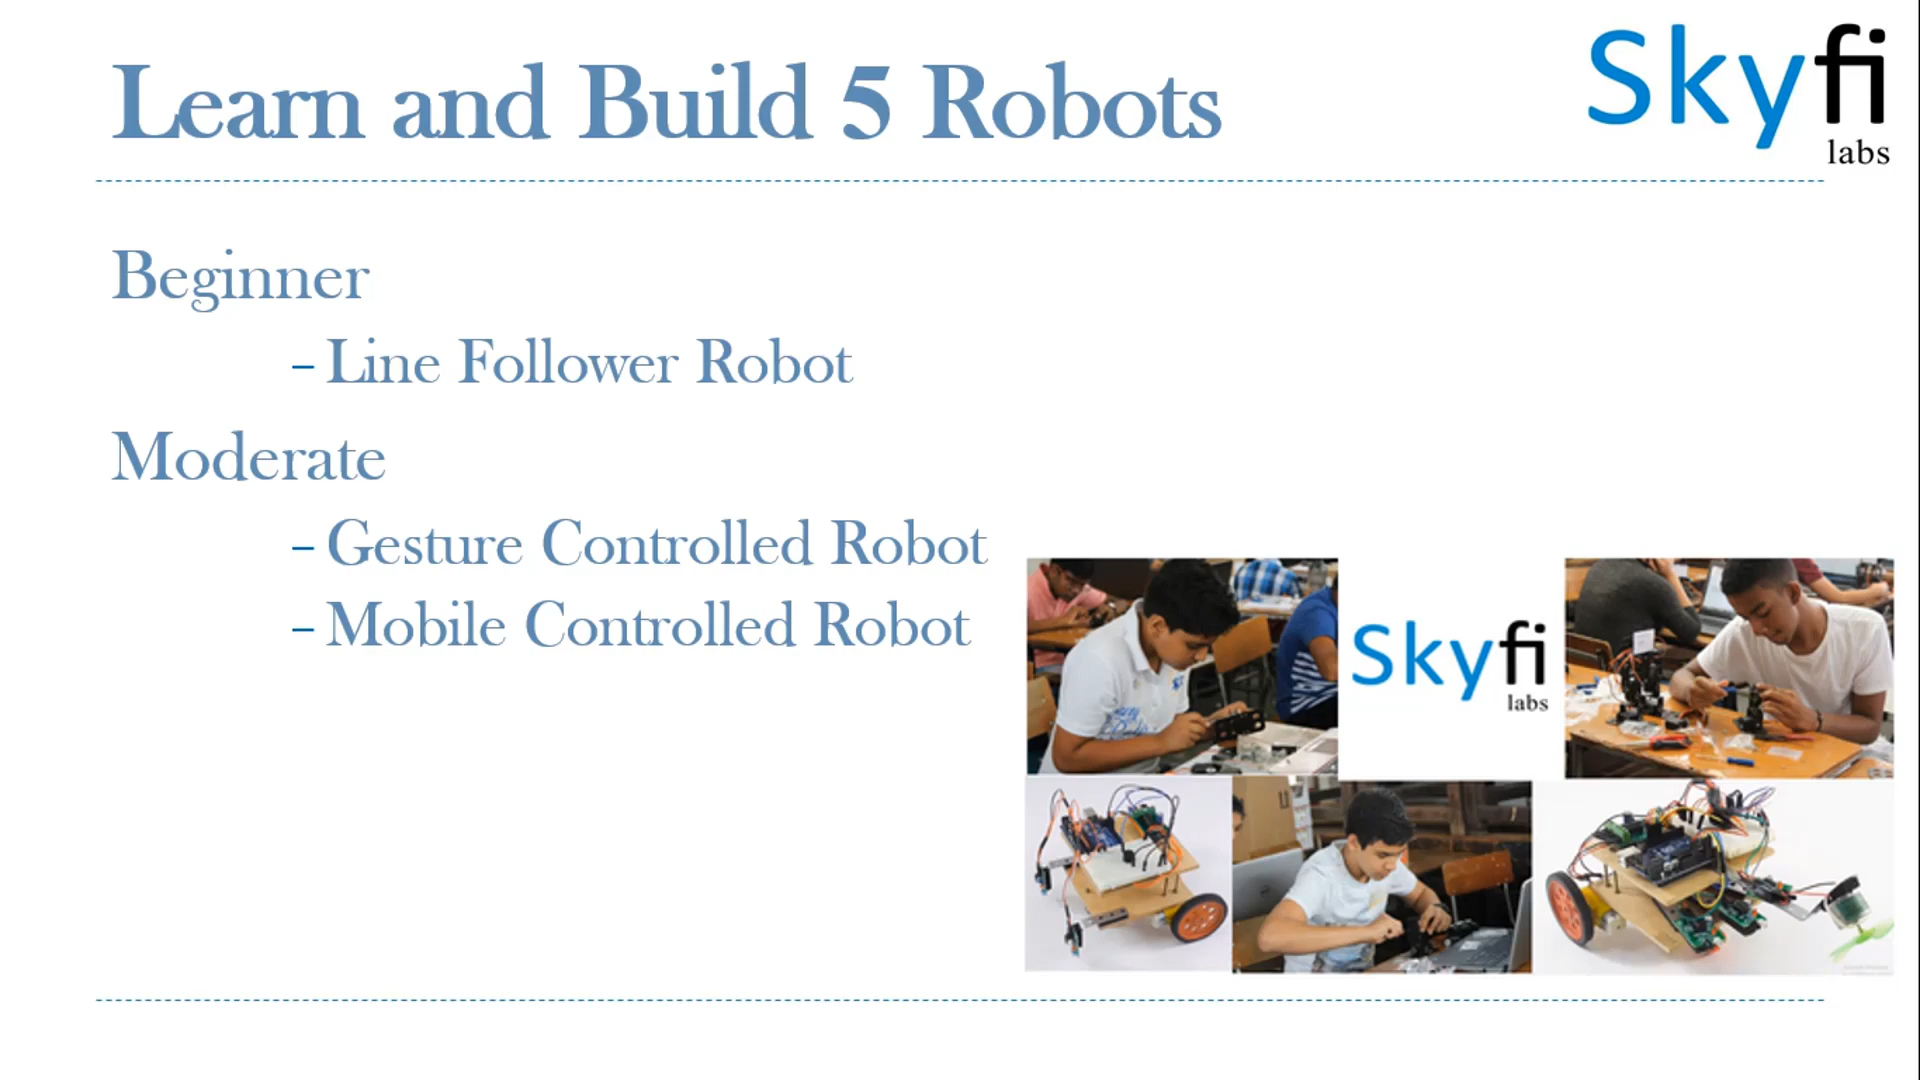 Learn and Build 5 Robots
Skyfi
labs
Beginner
– Line Follower Robot
Moderate
– Gesture Controlled Robot
– Mobile Controlled Robot
Skyfi
labs